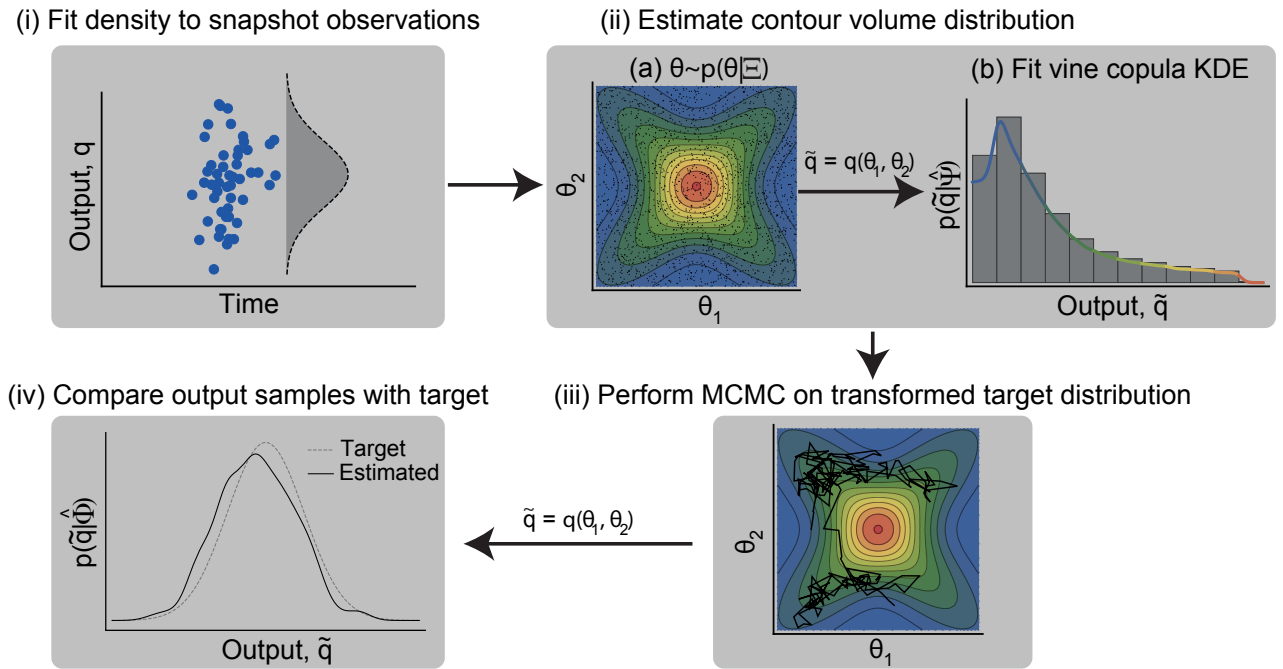 (i) Fit density to snapshot observations
Output, q
Time
(ii) Estimate contour volume distribution
(a) θ~p(θ|Ξ)
θ₂
θ₁
q̃ = q(θ₁, θ₂)
(b) Fit vine copula KDE
p(q̃|Ψ̂)
Output, q̃
(iii) Perform MCMC on transformed target distribution
θ₂
θ₁
q̃ = q(θ₁, θ₂)
(iv) Compare output samples with target
Target
Estimated
p(q̃|Φ̂)
Output, q̃